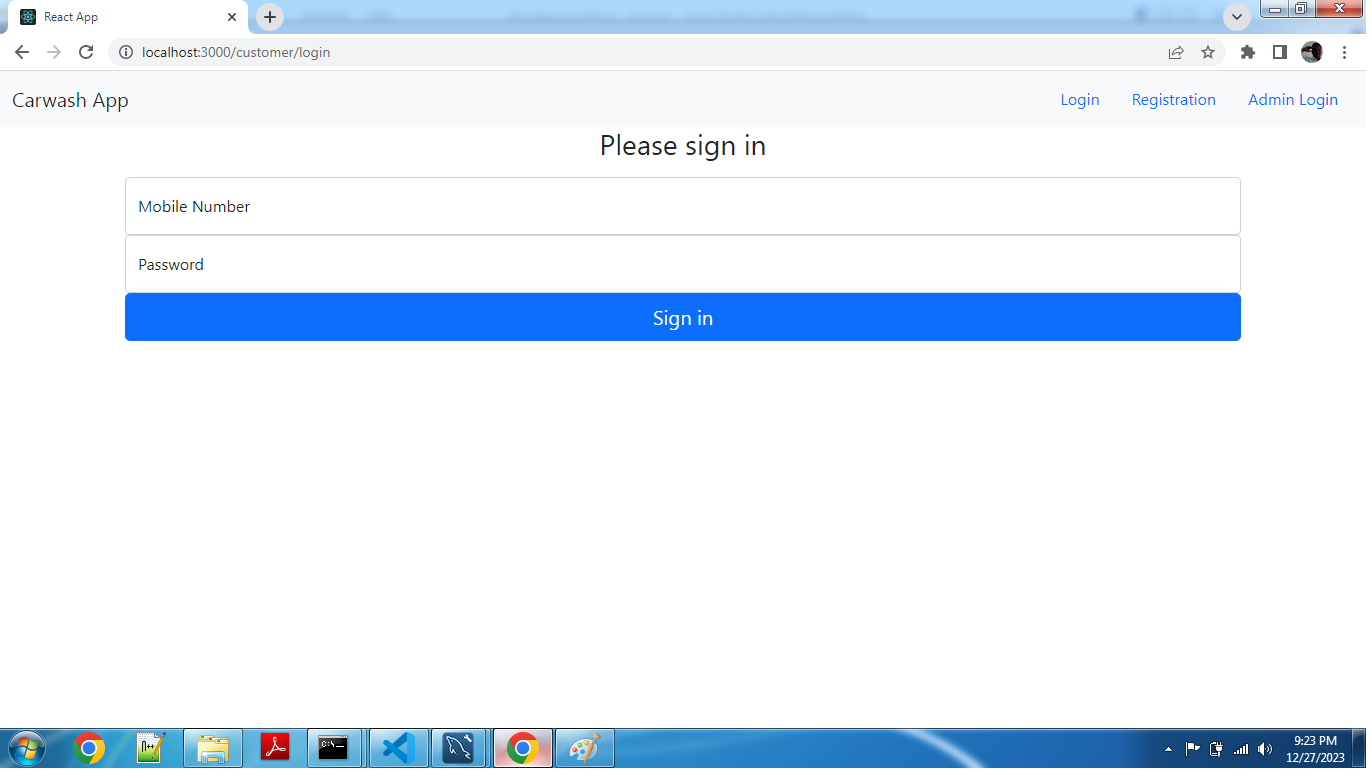 React App
localhost:3000/customer/login
Carwash App
Login
Registration
Admin Login
Please sign in
Mobile Number
Password
Sign in
9:23 PM
12/27/2023